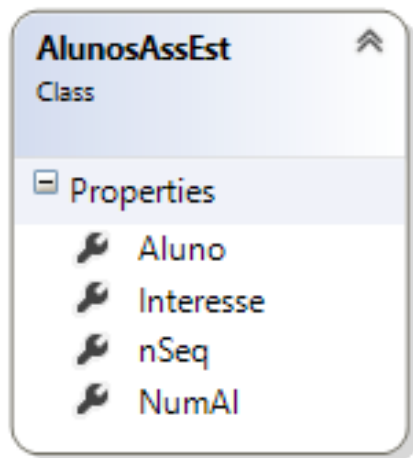 AlunosAssEst
Class
Properties
Aluno
Interesse
nSeq
NumAl